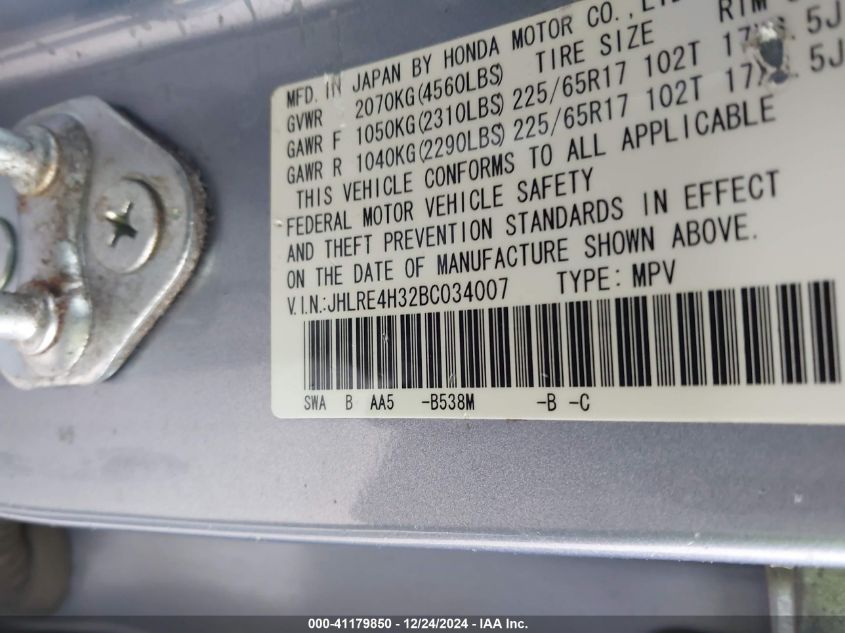 MFD. IN JAPAN BY HONDA MOTOR CO.,
GVWR 2070KG(4560LBS) TIRE SIZE RIM
GAWR F 1050KG(2310LBS) 225/65R17 102T 5J
GAWR R 1040KG(2290LBS) 225/65R17 102T 5J
THIS VEHICLE CONFORMS TO ALL APPLICABLE
FEDERAL MOTOR VEHICLE SAFETY
AND THEFT PREVENTION STANDARDS IN EFFECT
ON THE DATE OF MANUFACTURE SHOWN ABOVE.
V.I.N.:JHLRE4H32BC034007 TYPE: MPV
SWA B AA5 -B538M -B -C
000-41179850 - 12/24/2024 - IAA Inc.